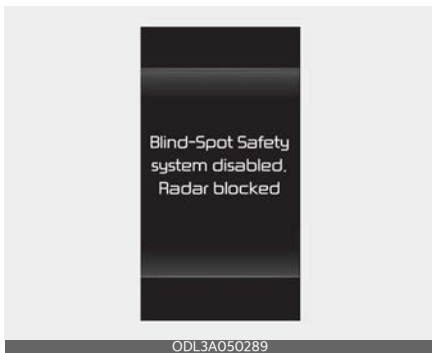 Blind-Spot Safety
system disabled.
Radar blocked
ODL3A050289